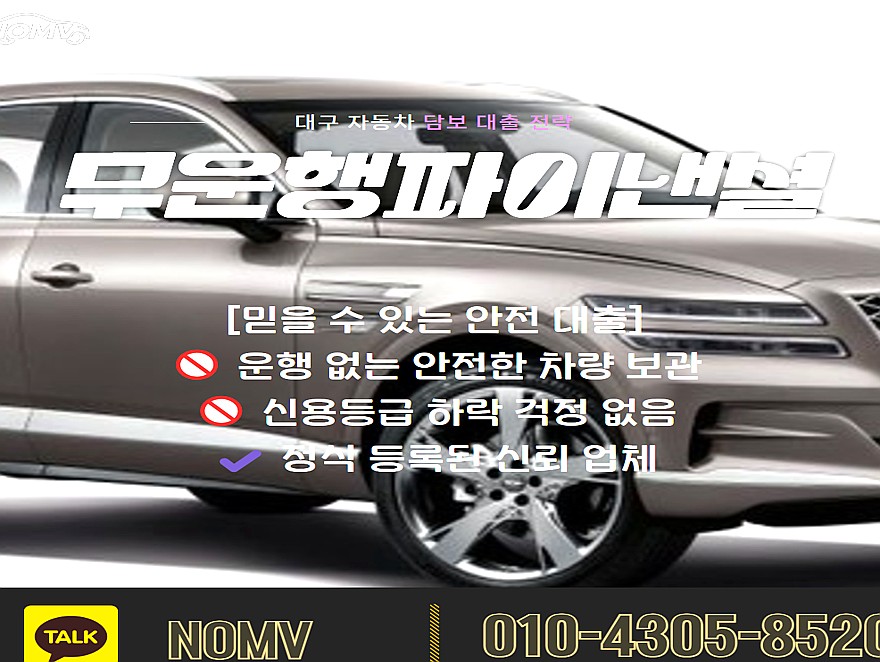 NOMV
대구 자동차 담보 대출 전략
무운행파이낸셜
[믿을 수 있는 안전 대출]
운행 없는 안전한 차량 보관
신용등급 하락 걱정 없음
정식 등록된 신뢰 업체
TALK NOMV 010-4305-8520